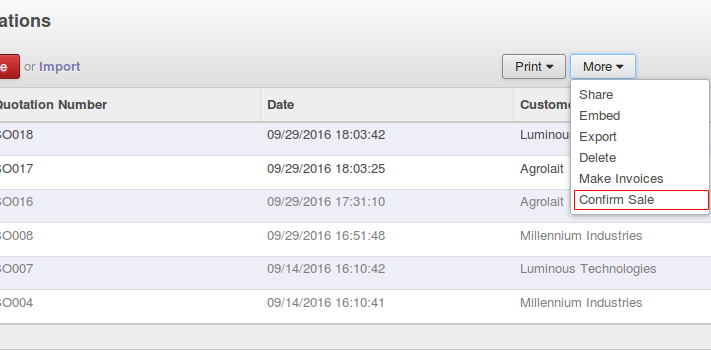 ations
e or Import Print More
Quotation Number Date Custome
SO018 09/29/2016 18:03:42 Luminous
SO017 09/29/2016 18:03:25 Agrolait
SO016 09/29/2016 17:31:10 Agrolait
SO008 09/29/2016 16:51:48 Millennium Industries
SO007 09/14/2016 16:10:42 Luminous Technologies
SO004 09/14/2016 16:10:41 Millennium Industries
Share
Embed
Export
Delete
Make Invoices
Confirm Sale